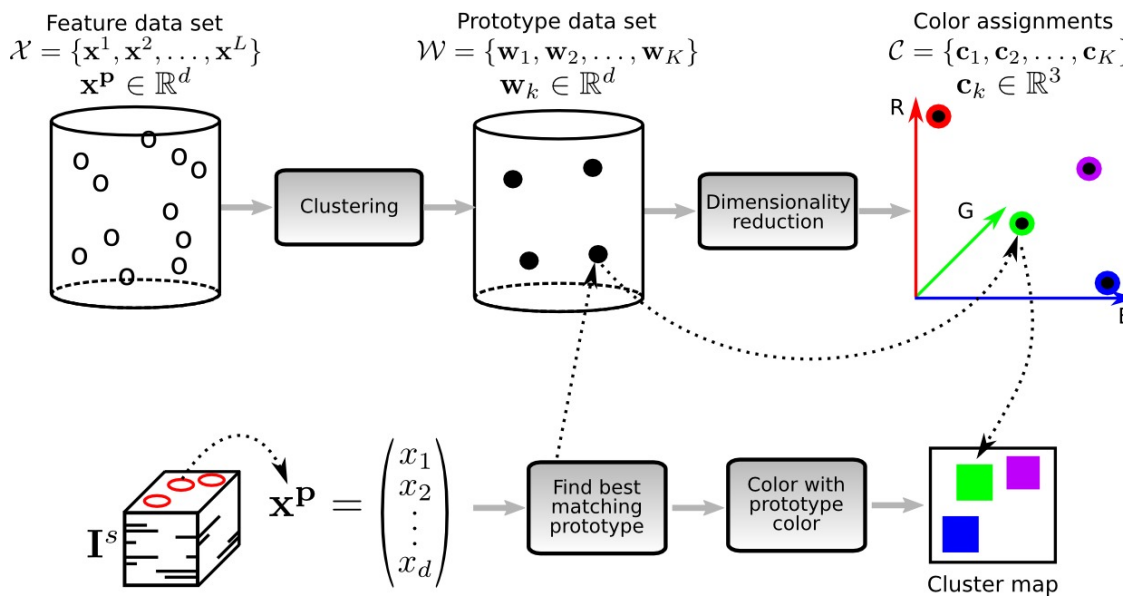 Feature data set
𝒳 = {x¹, x², . . . , x^L}
x^p ∈ ℝ^d
Prototype data set
𝒲 = {w₁, w₂, . . . , w_K}
w_k ∈ ℝ^d
Color assignments
𝒞 = {c₁, c₂, . . . , c_K}
c_k ∈ ℝ³
R
G
Clustering
Dimensionality
reduction
I^s
x^p =
x₁
x₂
⋮
x_d
Find best
matching
prototype
Color with
prototype
color
Cluster map